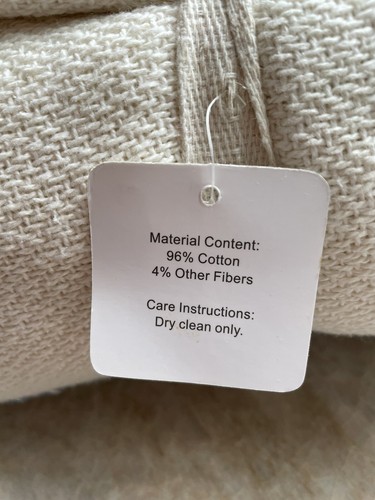 Material Content:
96% Cotton
4% Other Fibers
Care Instructions:
Dry clean only.